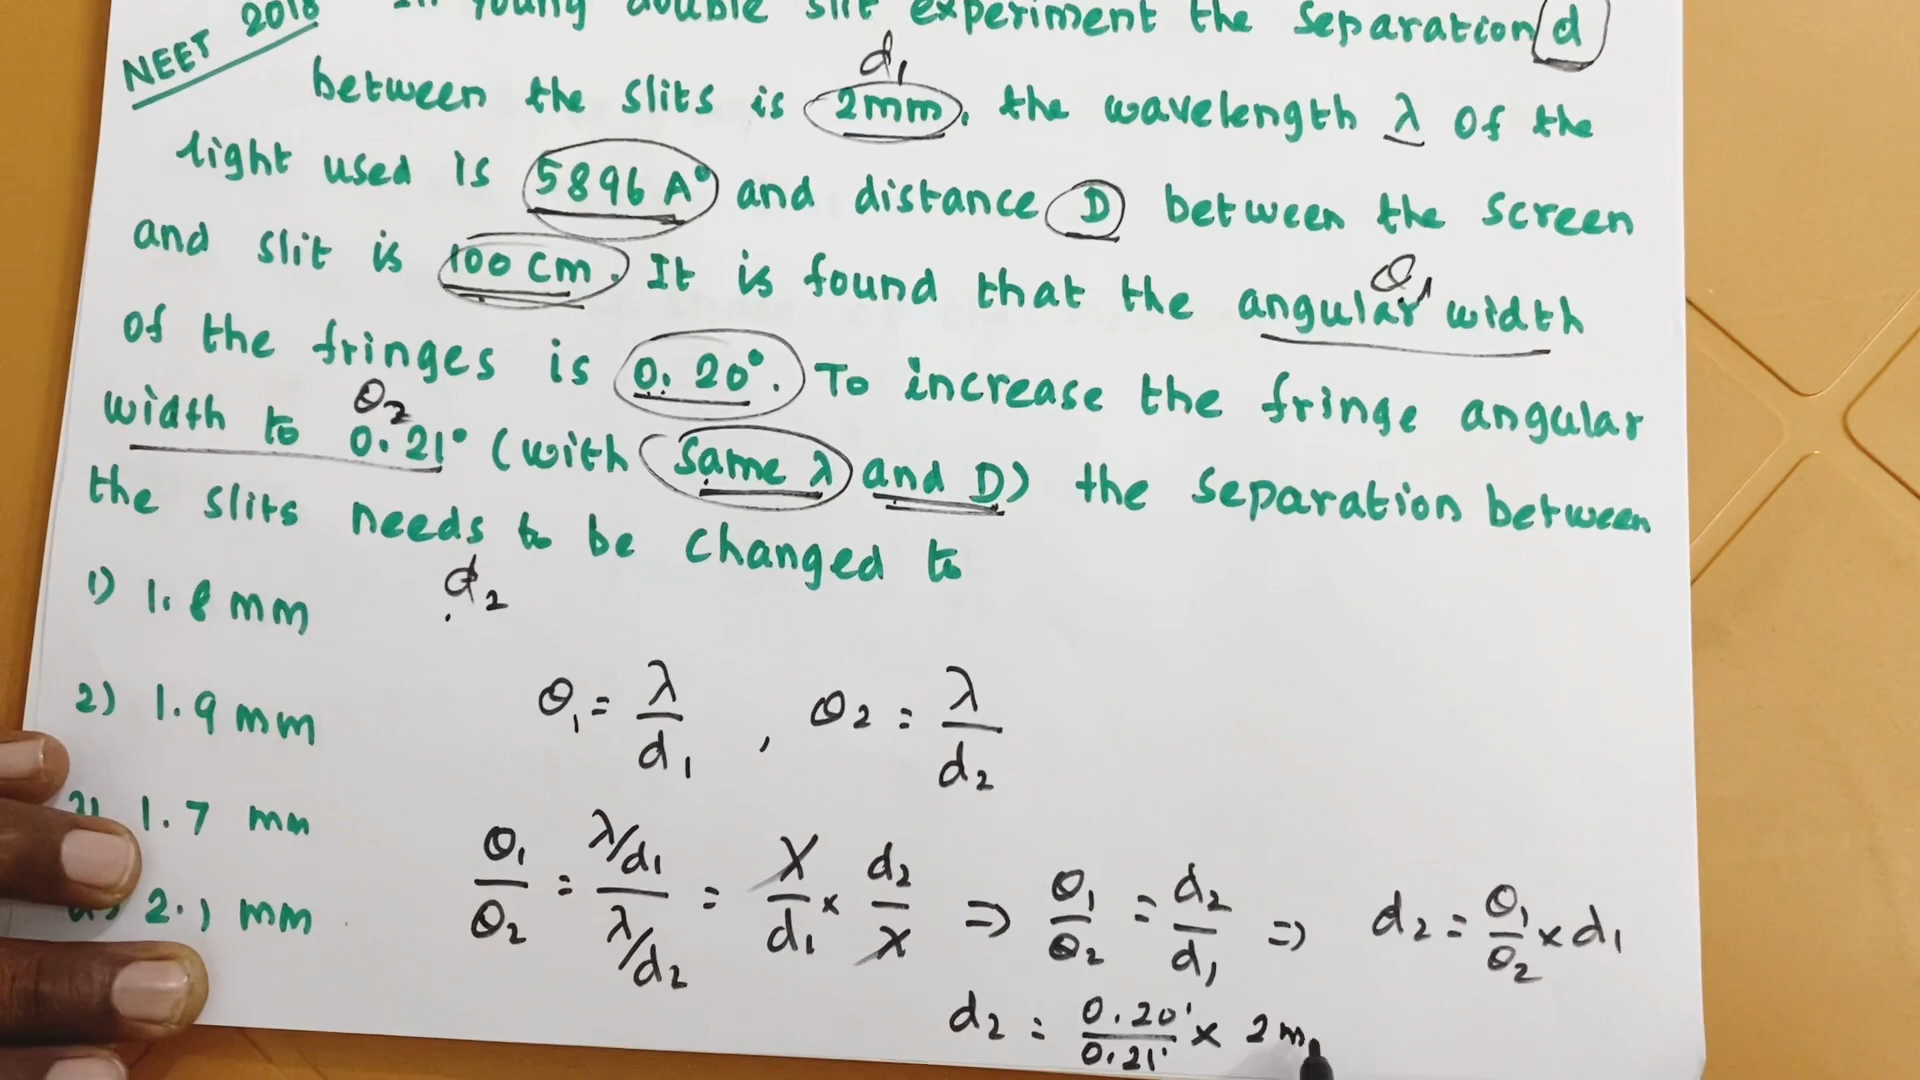 NEET 2018 In young double slit experiment the separation d
d₁
between the slits is 2mm, the wavelength λ of the
light used is 5896 A° and distance D between the screen
and slit is 100 cm. It is found that the angular width
θ₁
of the fringes is 0.20°. To increase the fringe angular
θ₂
width to 0.21° (with same λ and D) the separation between
the slits needs to be changed to
d₂
1) 1.8 mm
2) 1.9 mm
3) 1.7 mm
2.1 mm
θ₁ = λ/d₁ , θ₂ = λ/d₂
θ₁/θ₂ = (λ/d₁)/(λ/d₂) = λ/d₁ × d₂/λ ⇒ θ₁/θ₂ = d₂/d₁ ⇒ d₂ = θ₁/θ₂ × d₁
d₂ = 0.20°/0.21° × 2m